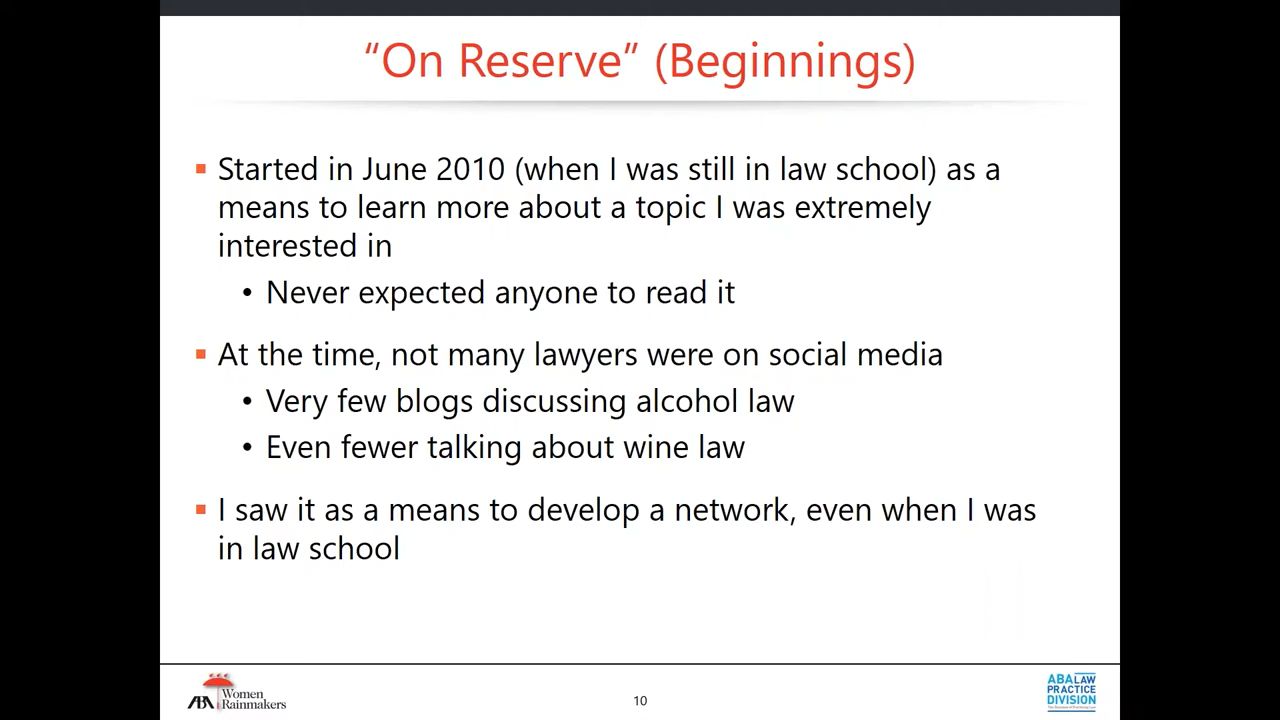 “On Reserve” (Beginnings)
Started in June 2010 (when I was still in law school) as a
means to learn more about a topic I was extremely
interested in
Never expected anyone to read it
At the time, not many lawyers were on social media
Very few blogs discussing alcohol law
Even fewer talking about wine law
I saw it as a means to develop a network, even when I was
in law school
ABA Women
Rainmakers
10
ABA LAW
PRACTICE
DIVISION